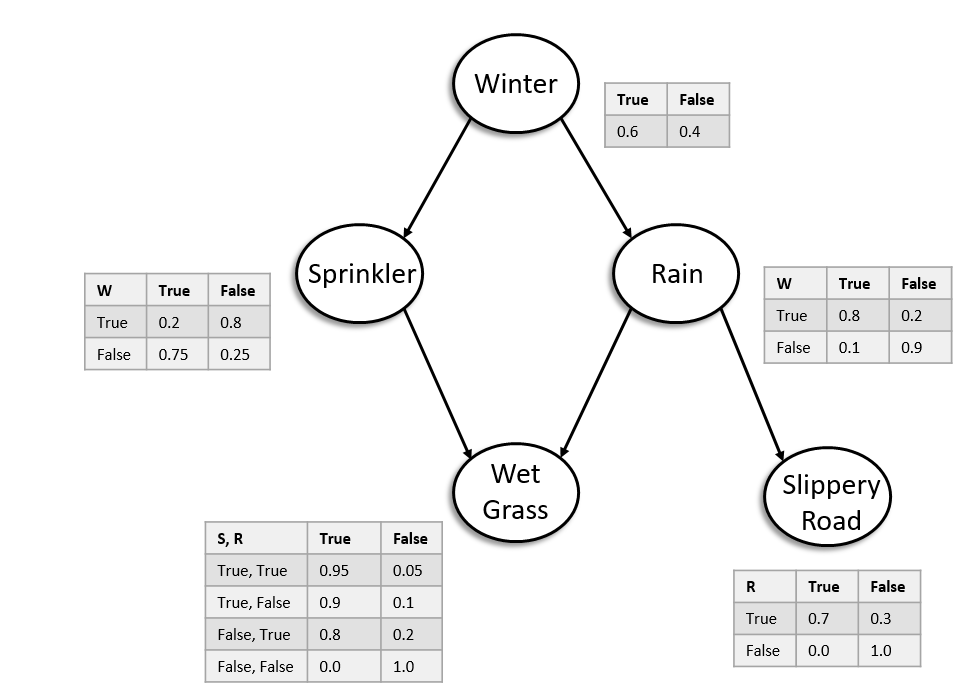 Winter
True False
0.6 0.4
Sprinkler
Rain
W True False
True 0.2 0.8
False 0.75 0.25
W True False
True 0.8 0.2
False 0.1 0.9
Wet
Grass
Slippery
Road
S, R True False
True, True 0.95 0.05
True, False 0.9 0.1
False, True 0.8 0.2
False, False 0.0 1.0
R True False
True 0.7 0.3
False 0.0 1.0